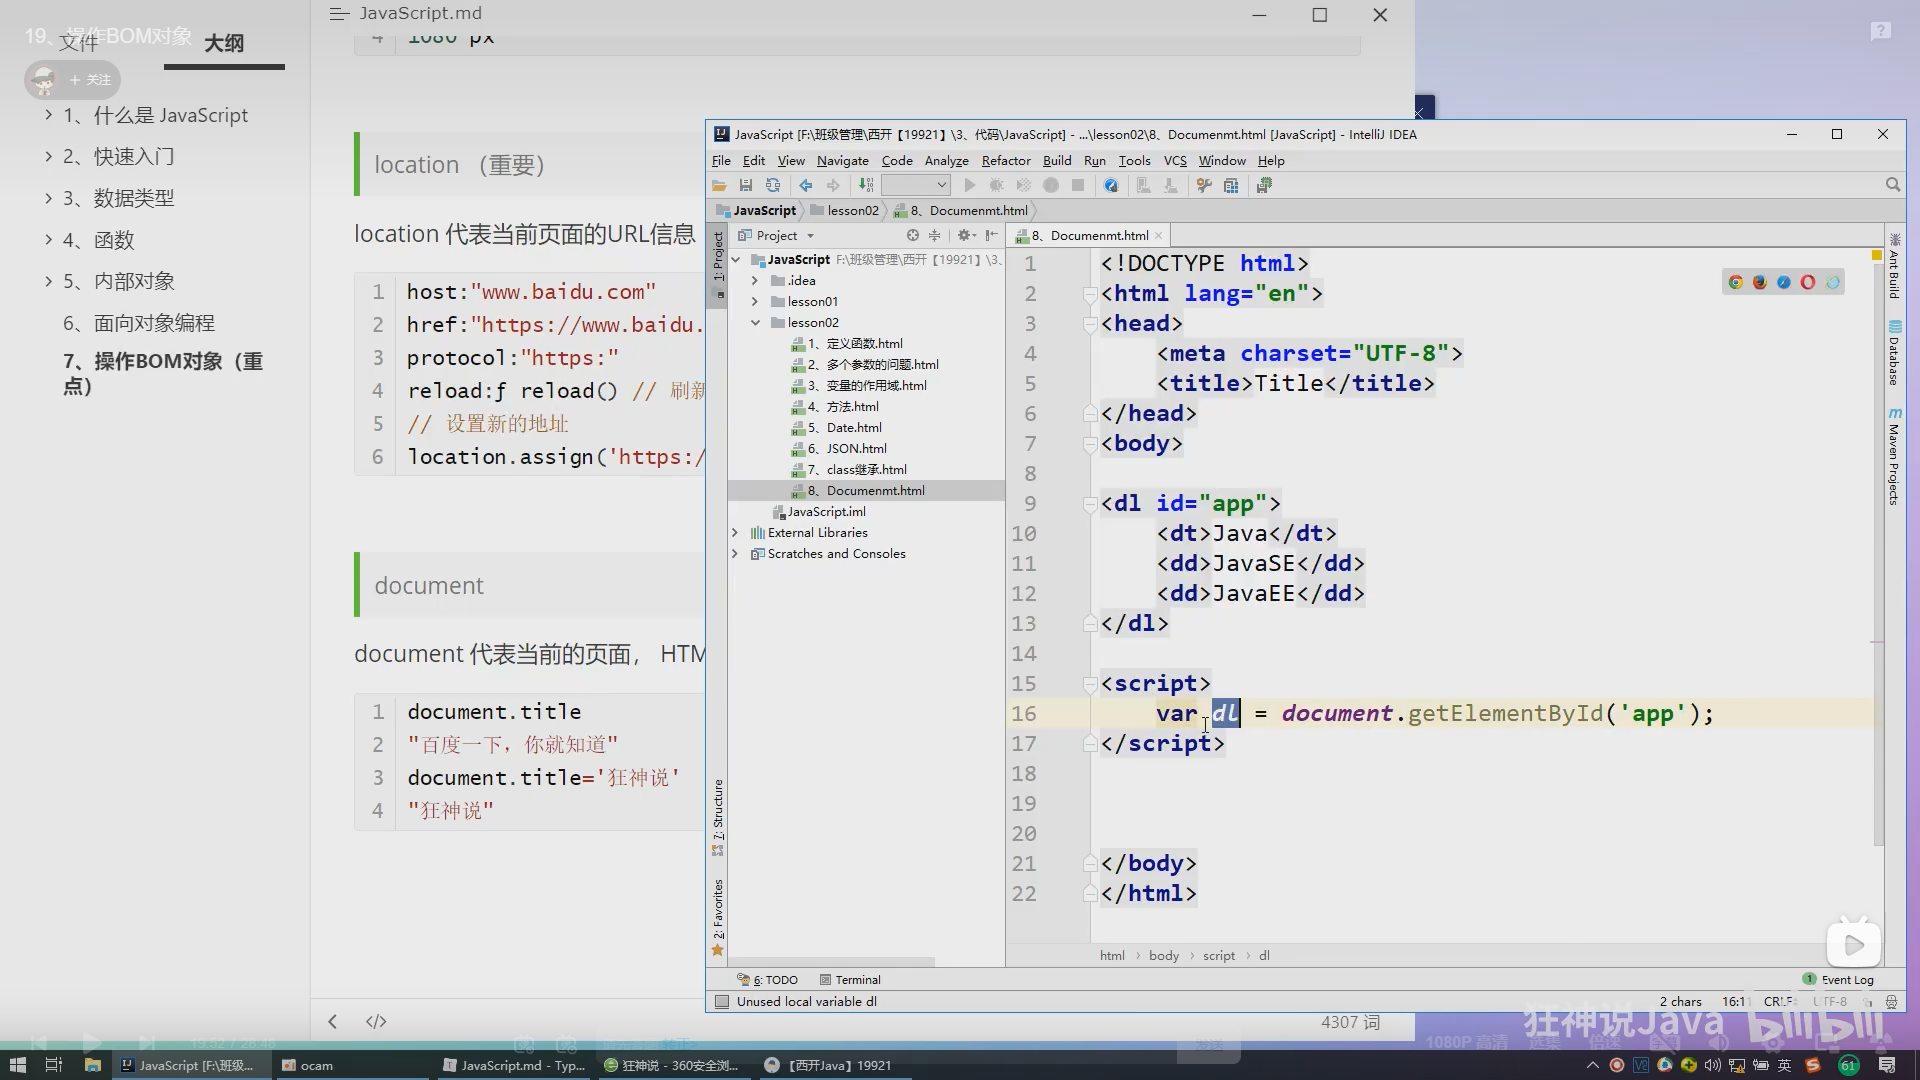 19、操作BOM对象
文件
大纲
+ 关注
1、什么是 JavaScript
2、快速入门
3、数据类型
4、函数
5、内部对象
6、面向对象编程
7、操作BOM对象（重
点）
JavaScript.md
4 1080 px
location （重要）
location 代表当前页面的URL信息
1 host:"www.baidu.com"
2 href:"https://www.baidu.
3 protocol:"https:"
4 reload:ƒ reload() // 刷新
5 // 设置新的地址
6 location.assign('https:/
document
document 代表当前的页面， HTM
1 document.title
2 "百度一下，你就知道"
3 document.title='狂神说'
4 "狂神说"
</>
4307 词
JavaScript [F:\班级管理\西开【19921】\3、代码\JavaScript] - ...\lesson02\8、Documenmt.html [JavaScript] - IntelliJ IDEA
File Edit View Navigate Code Analyze Refactor Build Run Tools VCS Window Help
JavaScript lesson02 8、Documenmt.html
Project
8、Documenmt.html
1: Project
JavaScript F:\班级管理\西开【19921】\3、
.idea
lesson01
lesson02
1、定义函数.html
2、多个参数的问题.html
3、变量的作用域.html
4、方法.html
5、Date.html
6、JSON.html
7、class继承.html
8、Documenmt.html
JavaScript.iml
External Libraries
Scratches and Consoles
7: Structure
2: Favorites
1 <!DOCTYPE html>
2 <html lang="en">
3 <head>
4 <meta charset="UTF-8">
5 <title>Title</title>
6 </head>
7 <body>
8
9 <dl id="app">
10 <dt>Java</dt>
11 <dd>JavaSE</dd>
12 <dd>JavaEE</dd>
13 </dl>
14
15 <script>
16 var dl = document.getElementById('app');
17 </script>
18
19
20
21 </body>
22 </html>
Ant Build
Database
Maven Projects
html › body › script › dl
6: TODO
Terminal
1 Event Log
Unused local variable dl
2 chars 16:11 CRLF UTF-8
狂神说Java bilibili
19:52 / 28:48
发送
1080P 高清 选集 倍速
JavaScript [F:\班级...
ocam
JavaScript.md - Typ...
狂神说 - 360安全浏...
【西开Java】19921
英
61